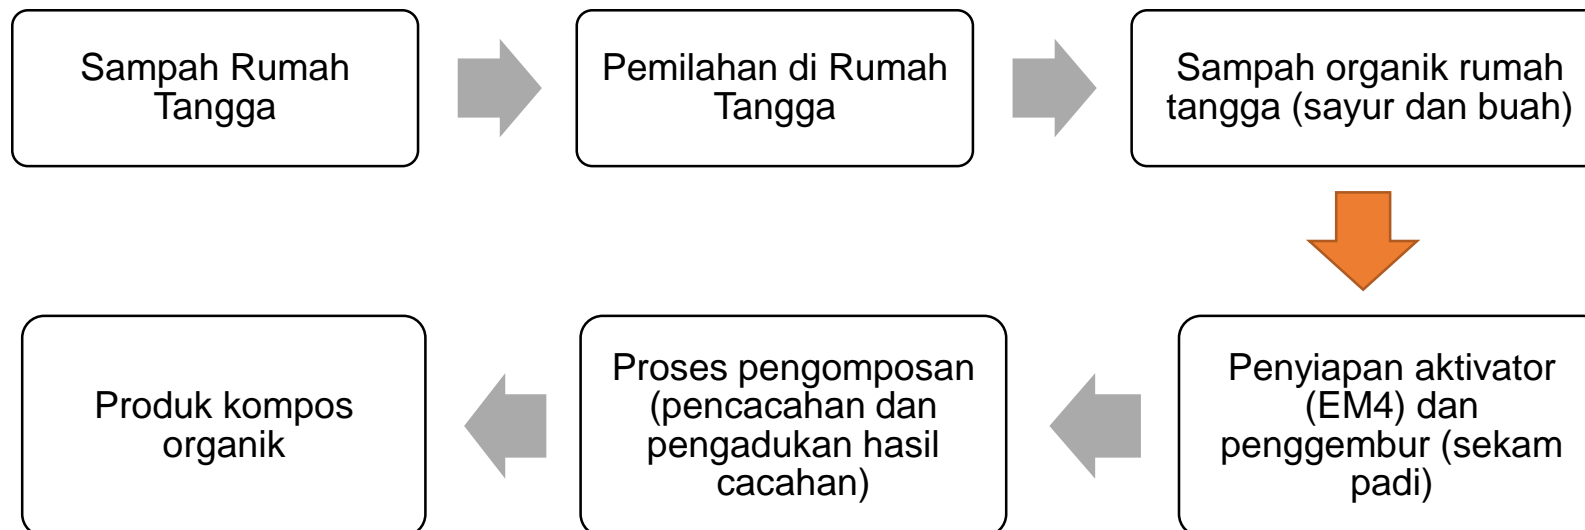 Sampah Rumah
Tangga
Pemilahan di Rumah
Tangga
Sampah organik rumah
tangga (sayur dan buah)
Penyiapan aktivator
(EM4) dan
penggembur (sekam
padi)
Proses pengomposan
(pencacahan dan
pengadukan hasil
cacahan)
Produk kompos
organik